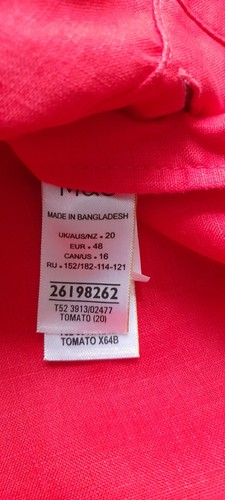 MADE IN BANGLADESH
UK/AUS/NZ • 20
EUR • 48
CAN/US • 16
RU • 152/182-114-121
26198262
T52 3913/02477
TOMATO (20)
TOMATO X64B